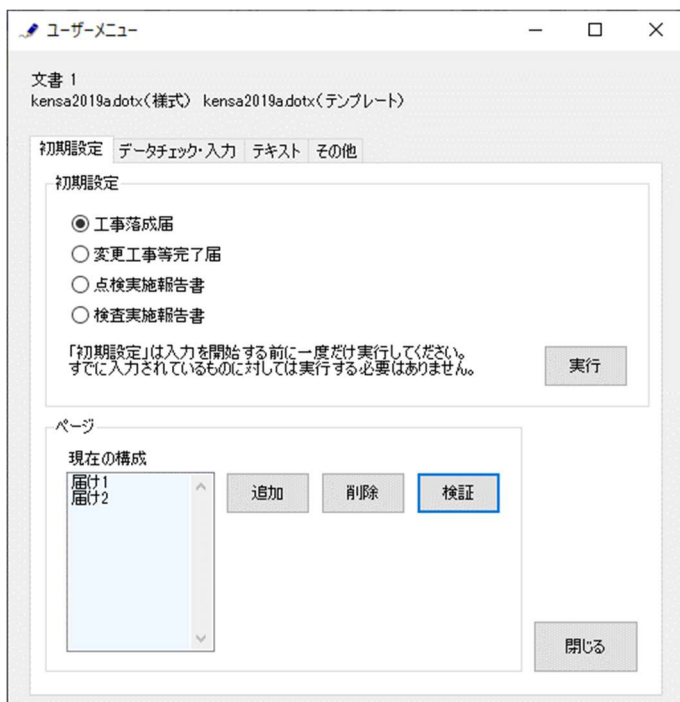 ユーザーメニュー
文書 1
kensa2019a.dotx(様式) kensa2019a.dotx(テンプレート)
初期設定 データチェック・入力 テキスト その他
初期設定
工事落成届
変更工事等完了届
点検実施報告書
検査実施報告書
「初期設定」は入力を開始する前に一度だけ実行してください。
すでに入力されているものに対しては実行する必要はありません。
実行
ページ
現在の構成
届け1
届け2
追加 削除 検証
閉じる